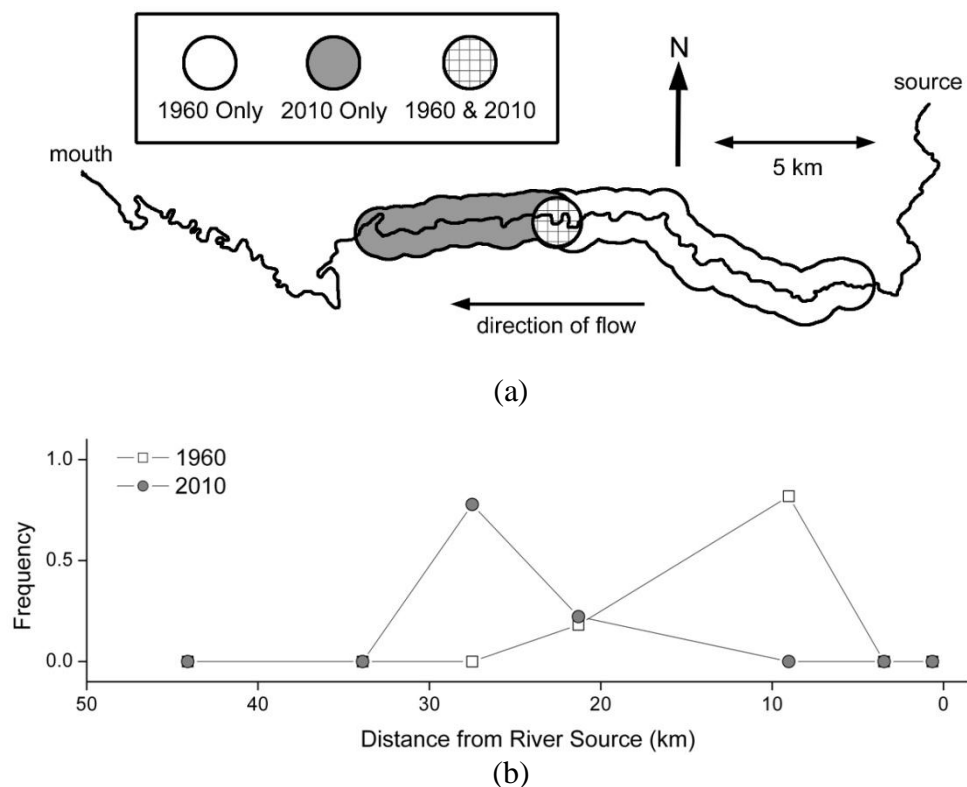 1960 Only 2010 Only 1960 & 2010
N
source
mouth
5 km
direction of flow
(a)
1960
2010
1.0
0.5
0.0
Frequency
50 40 30 20 10 0
Distance from River Source (km)
(b)